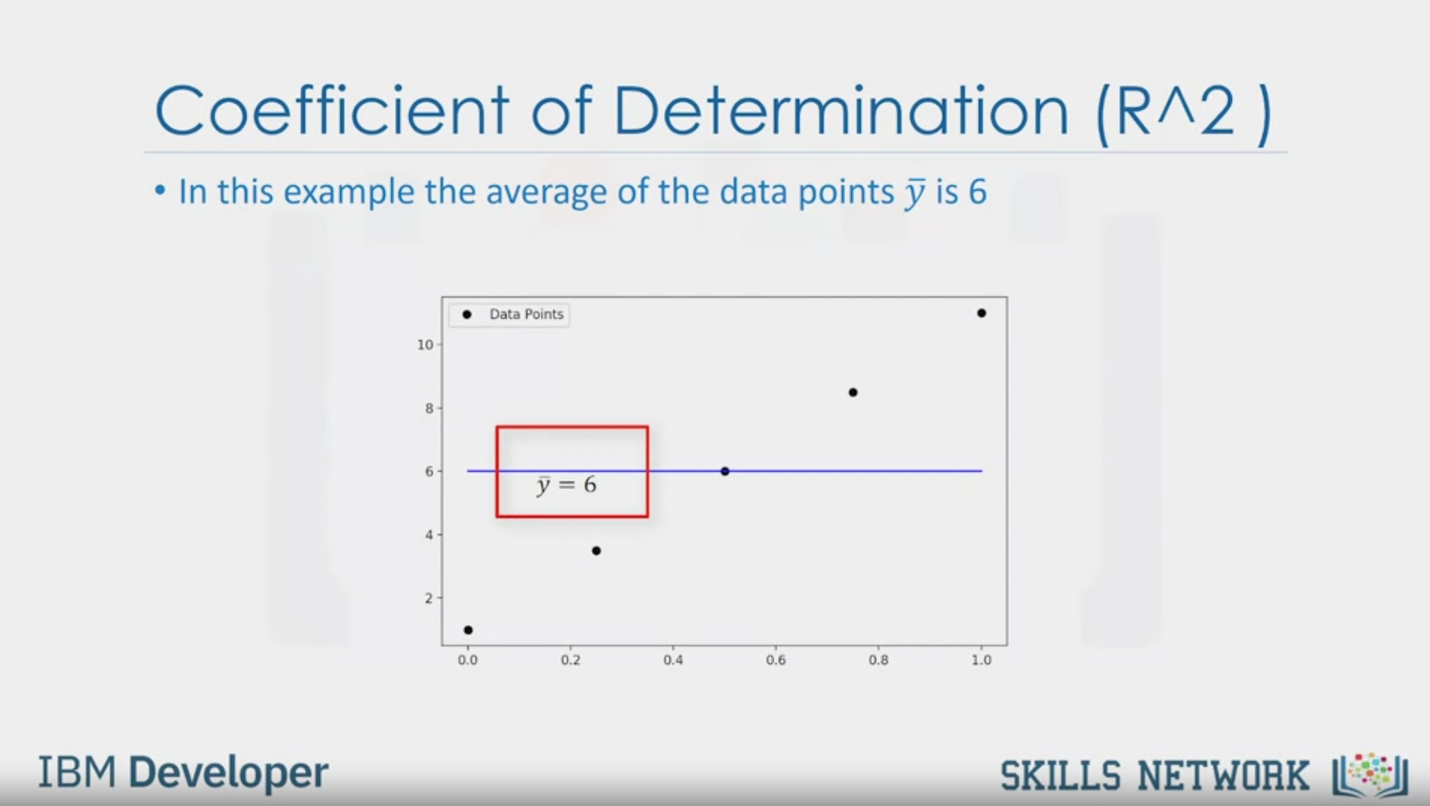 Coefficient of Determination (R^2 )
• In this example the average of the data points ȳ is 6
Data Points
10
8
6
ȳ = 6
4
2
0.0 0.2 0.4 0.6 0.8 1.0
IBM Developer
SKILLS NETWORK